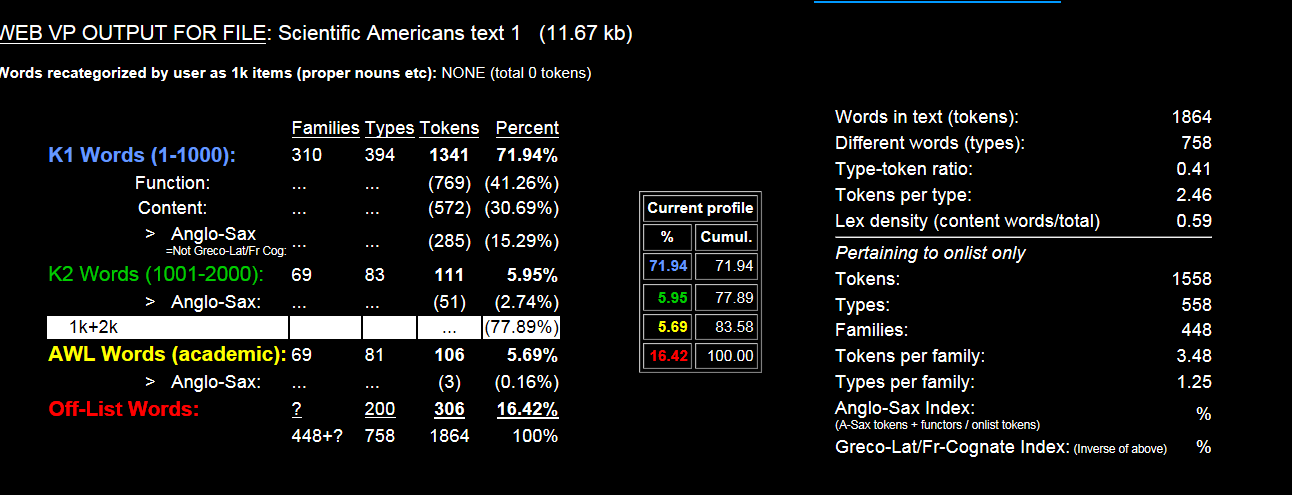 WEB VP OUTPUT FOR FILE: Scientific Americans text 1 (11.67 kb)
Words recategorized by user as 1k items (proper nouns etc): NONE (total 0 tokens)
Families Types Tokens Percent
K1 Words (1-1000): 310 394 1341 71.94%
Function: ... ... (769) (41.26%)
Content: ... ... (572) (30.69%)
> Anglo-Sax
=Not Greco-Lat/Fr Cog: ... ... (285) (15.29%)
K2 Words (1001-2000): 69 83 111 5.95%
> Anglo-Sax: ... ... (51) (2.74%)
1k+2k ... (77.89%)
AWL Words (academic): 69 81 106 5.69%
> Anglo-Sax: ... ... (3) (0.16%)
Off-List Words: ? 200 306 16.42%
448+? 758 1864 100%
Current profile
% Cumul.
71.94 71.94
5.95 77.89
5.69 83.58
16.42 100.00
Words in text (tokens): 1864
Different words (types): 758
Type-token ratio: 0.41
Tokens per type: 2.46
Lex density (content words/total) 0.59
Pertaining to onlist only
Tokens: 1558
Types: 558
Families: 448
Tokens per family: 3.48
Types per family: 1.25
Anglo-Sax Index: %
(A-Sax tokens + functors / onlist tokens)
Greco-Lat/Fr-Cognate Index: (Inverse of above) %